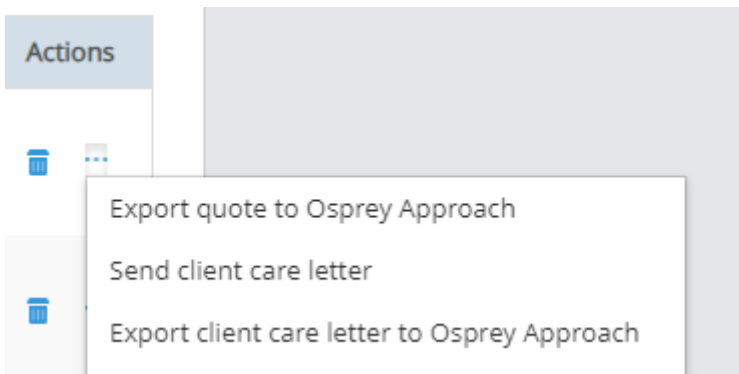 Actions
Export quote to Osprey Approach
Send client care letter
Export client care letter to Osprey Approach